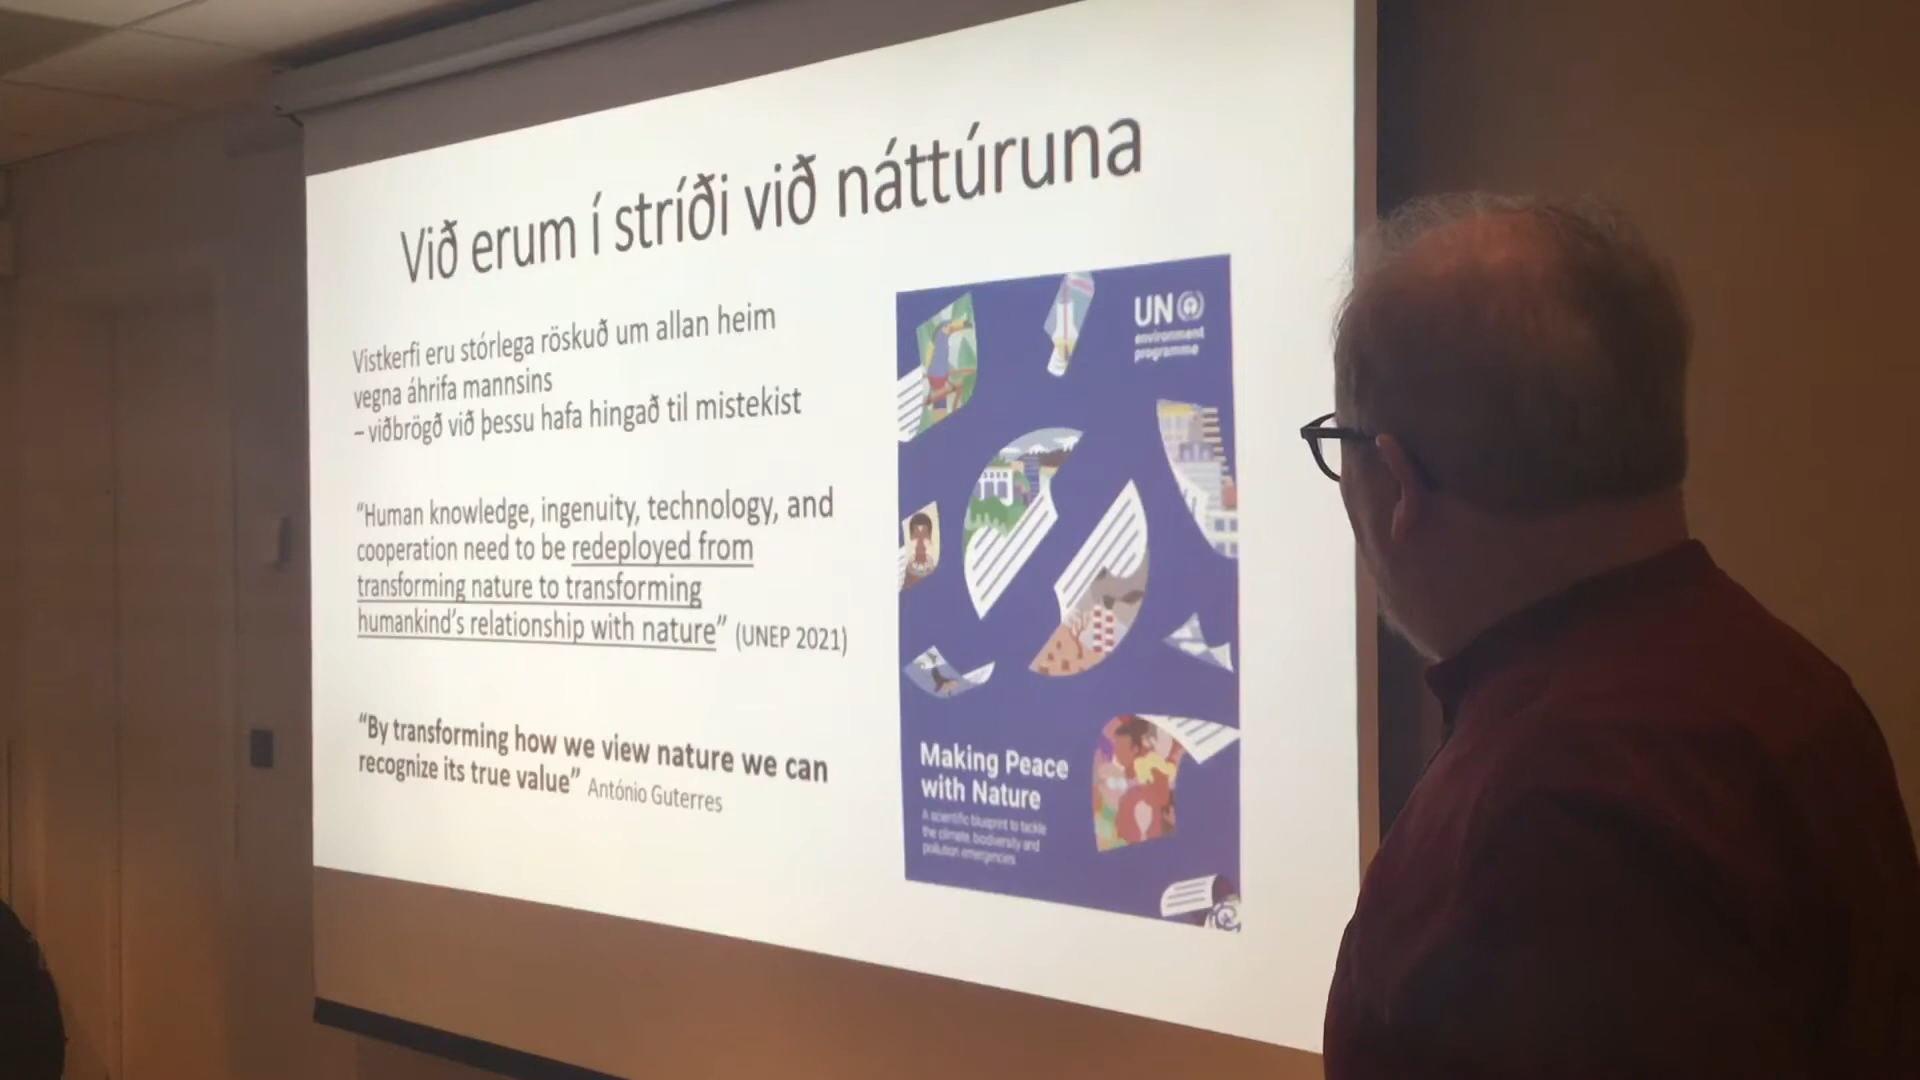 Við erum í stríði við náttúruna
Vistkerfi eru stórlega röskuð um allan heim
vegna áhrifa mannsins
– viðbrögð við þessu hafa hingað til mistekist
“Human knowledge, ingenuity, technology, and
cooperation need to be redeployed from
transforming nature to transforming
humankind’s relationship with nature” (UNEP 2021)
“By transforming how we view nature we can
recognize its true value” António Guterres
UN
environment
programme
Making Peace
with Nature
A scientific blueprint to tackle
the climate, biodiversity and
pollution emergencies